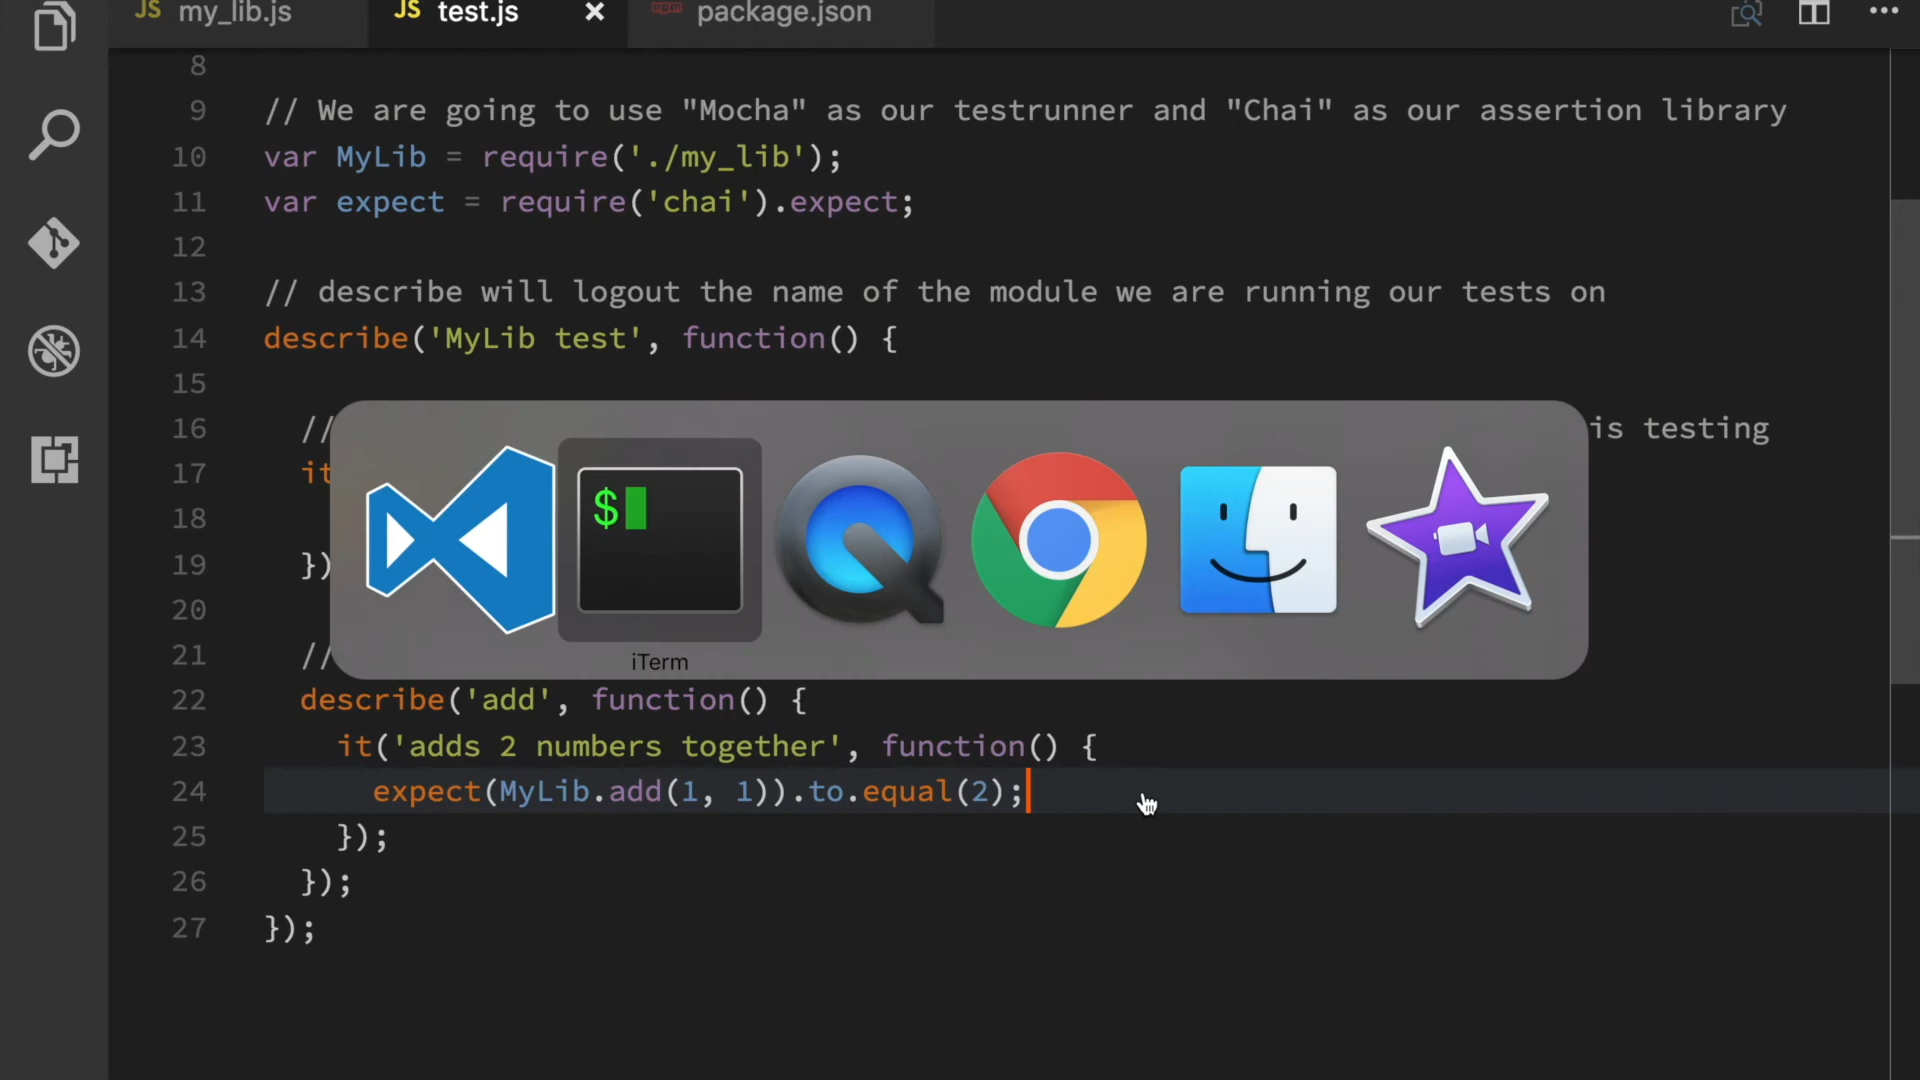 JS my_lib.js JS test.js × npm package.json
8
9 // We are going to use "Mocha" as our testrunner and "Chai" as our assertion library
10 var MyLib = require('./my_lib');
11 var expect = require('chai').expect;
12
13 // describe will logout the name of the module we are running our tests on
14 describe('MyLib test', function() {
15
16 // is testing
17 it
18
19 })
20
21 //
22 describe('add', function() {
23 it('adds 2 numbers together', function() {
24 expect(MyLib.add(1, 1)).to.equal(2);
25 });
26 });
27 });
$
iTerm